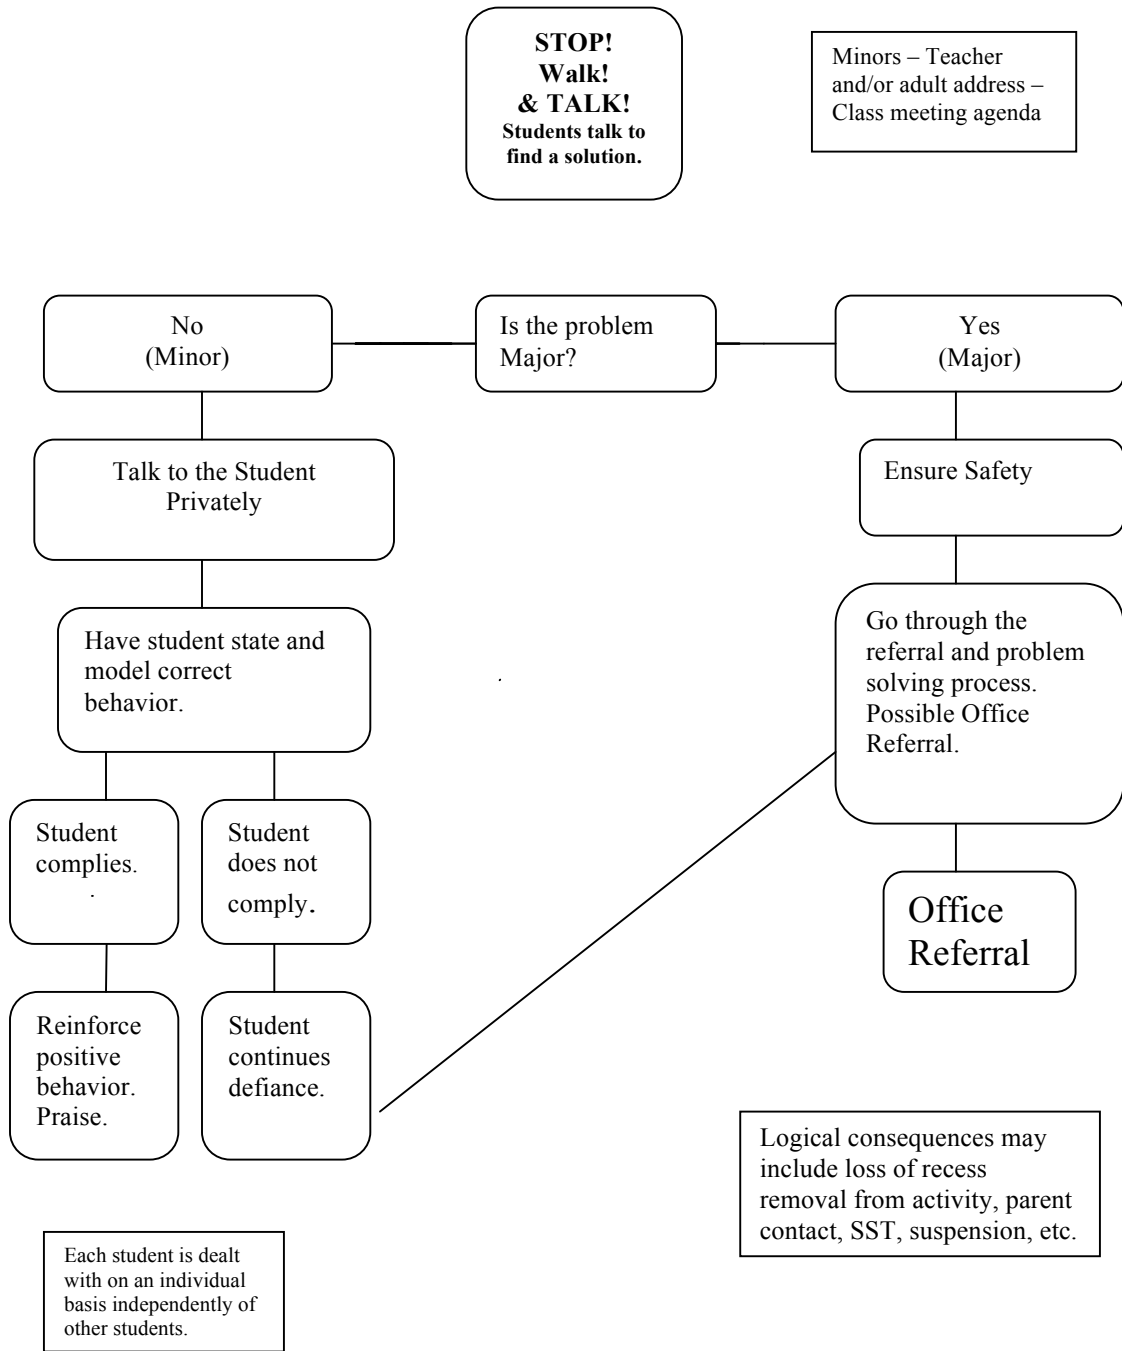 STOP!
Walk!
& TALK!
Students talk to
find a solution.
Minors – Teacher
and/or adult address –
Class meeting agenda
No
(Minor)
Is the problem
Major?
Yes
(Major)
Talk to the Student
Privately
Ensure Safety
Have student state and
model correct
behavior.
Go through the
referral and problem
solving process.
Possible Office
Referral.
Student
complies.
.
Student
does not
comply.
Office
Referral
Reinforce
positive
behavior.
Praise.
Student
continues
defiance.
Logical consequences may
include loss of recess
removal from activity, parent
contact, SST, suspension, etc.
Each student is dealt
with on an individual
basis independently of
other students.